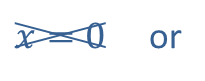 x = 0 or